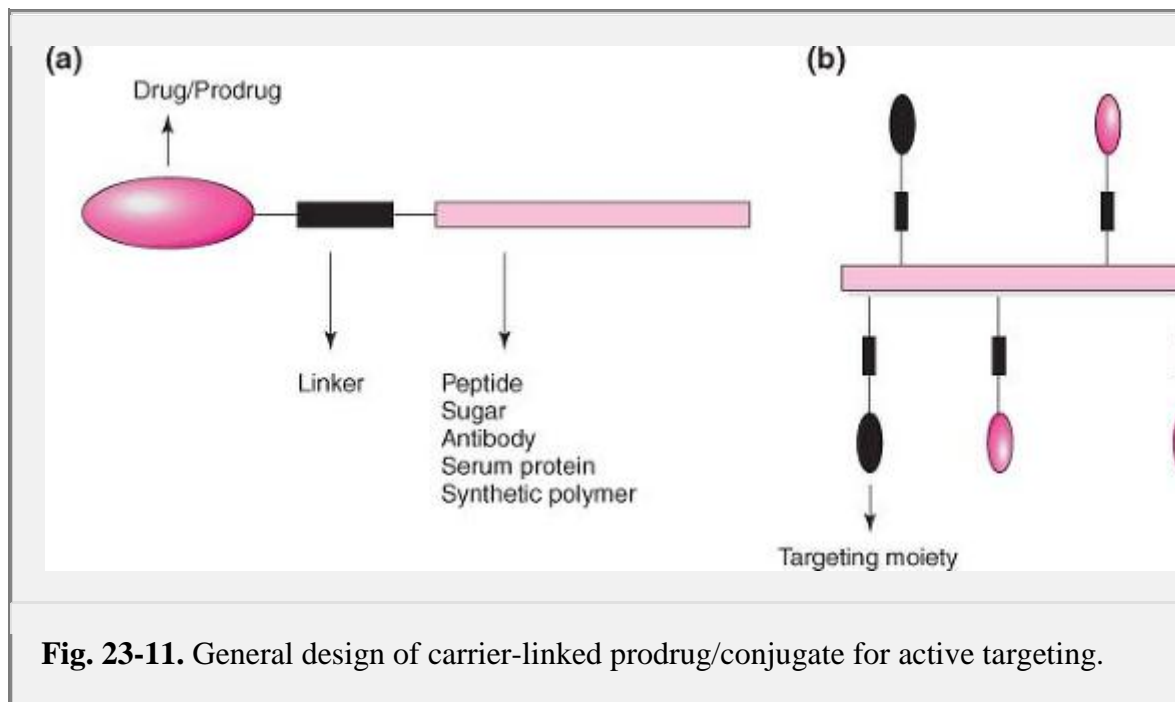 (a)
Drug/Prodrug
Linker
Peptide
Sugar
Antibody
Serum protein
Synthetic polymer
(b)
Targeting moiety
Fig. 23-11. General design of carrier-linked prodrug/conjugate for active targeting.